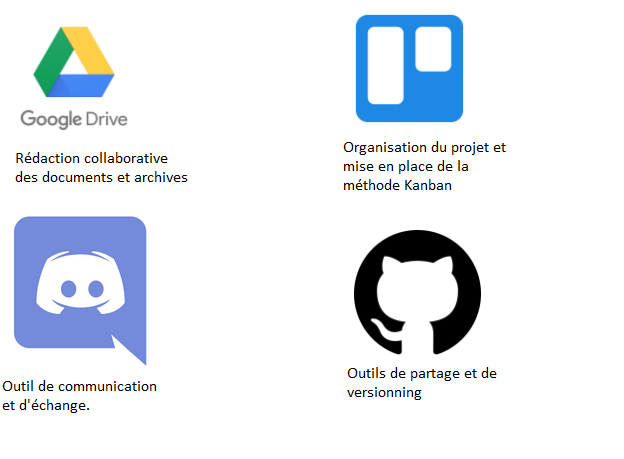 Google Drive
Rédaction collaborative
des documents et archives
Organisation du projet et
mise en place de la
méthode Kanban
Outil de communication
et d'échange.
Outils de partage et de
versionning